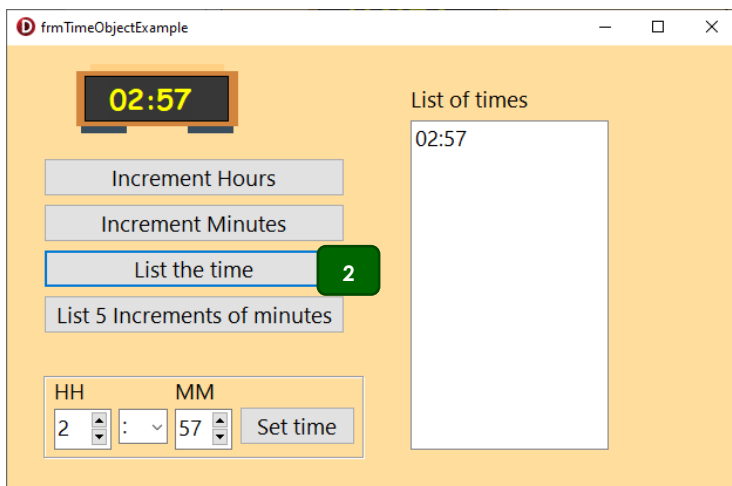 frmTimeObjectExample
02:57
List of times
02:57
Increment Hours
Increment Minutes
List the time
2
List 5 Increments of minutes
HH MM
2 : 57 Set time